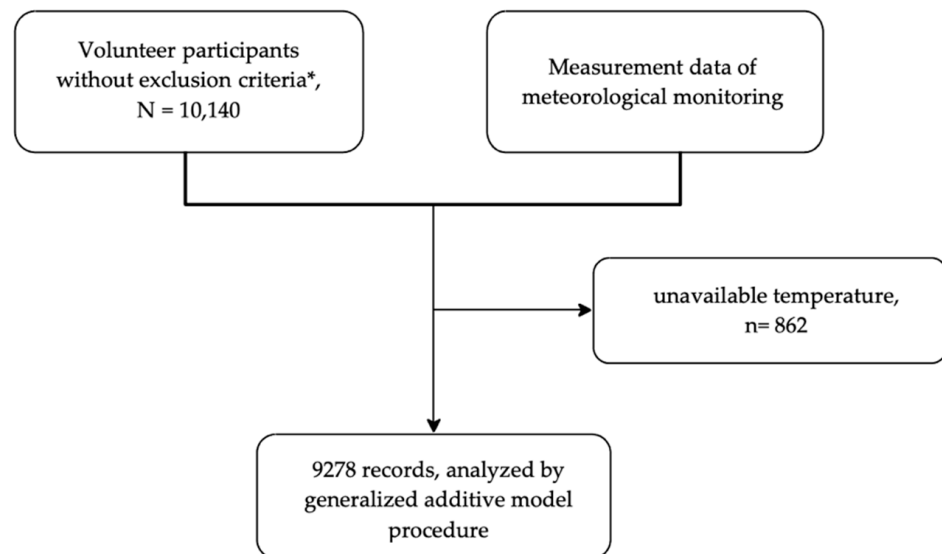 Volunteer participants
without exclusion criteria*,
N = 10,140
Measurement data of
meteorological monitoring
unavailable temperature,
n= 862
9278 records, analyzed by
generalized additive model
procedure